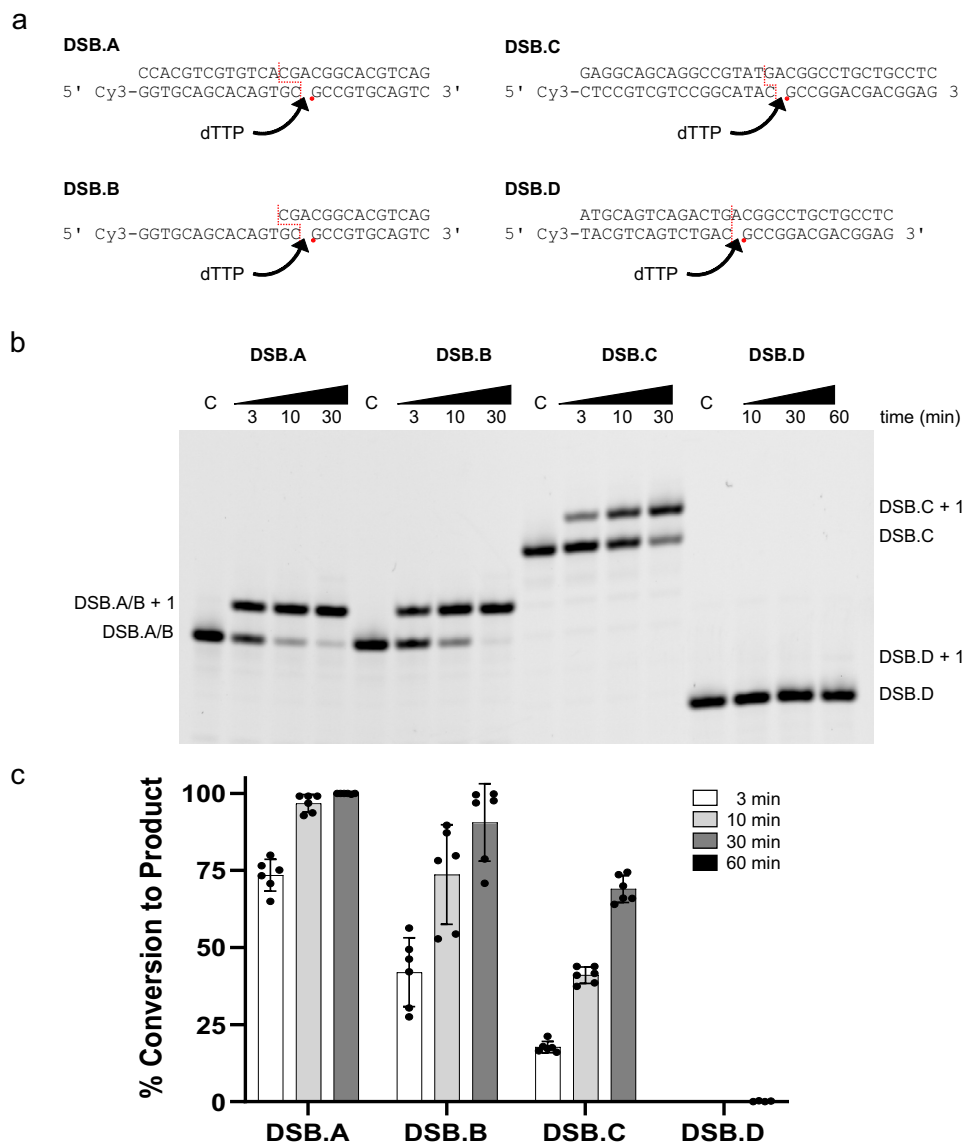 a
DSB.A
CCACGTCGTGTCACGACGGCACGTCAG
5' Cy3-GGTGCAGCACAGTGC GCCGTGCAGTC 3'
dTTP
DSB.C
GAGGCAGCAGGCCGTATGACGGCCTGCTGCCTC
5' Cy3-CTCCGTCGTCCGGCATAC GCCGGACGACGGAG 3
dTTP
DSB.B
CGACGGCACGTCAG
5' Cy3-GGTGCAGCACAGTGC GCCGTGCAGTC 3'
dTTP
DSB.D
ATGCAGTCAGACTGACGGCCTGCTGCCTC
5' Cy3-TACGTCAGTCTGAC GCCGGACGACGGAG 3'
dTTP
b
DSB.A DSB.B DSB.C DSB.D
C 3 10 30 C 3 10 30 C 3 10 30 C 10 30 60 time (min)
DSB.C + 1
DSB.C
DSB.A/B + 1
DSB.A/B
DSB.D + 1
DSB.D
c
% Conversion to Product
100
75
50
25
0
3 min
10 min
30 min
60 min
DSB.A DSB.B DSB.C DSB.D